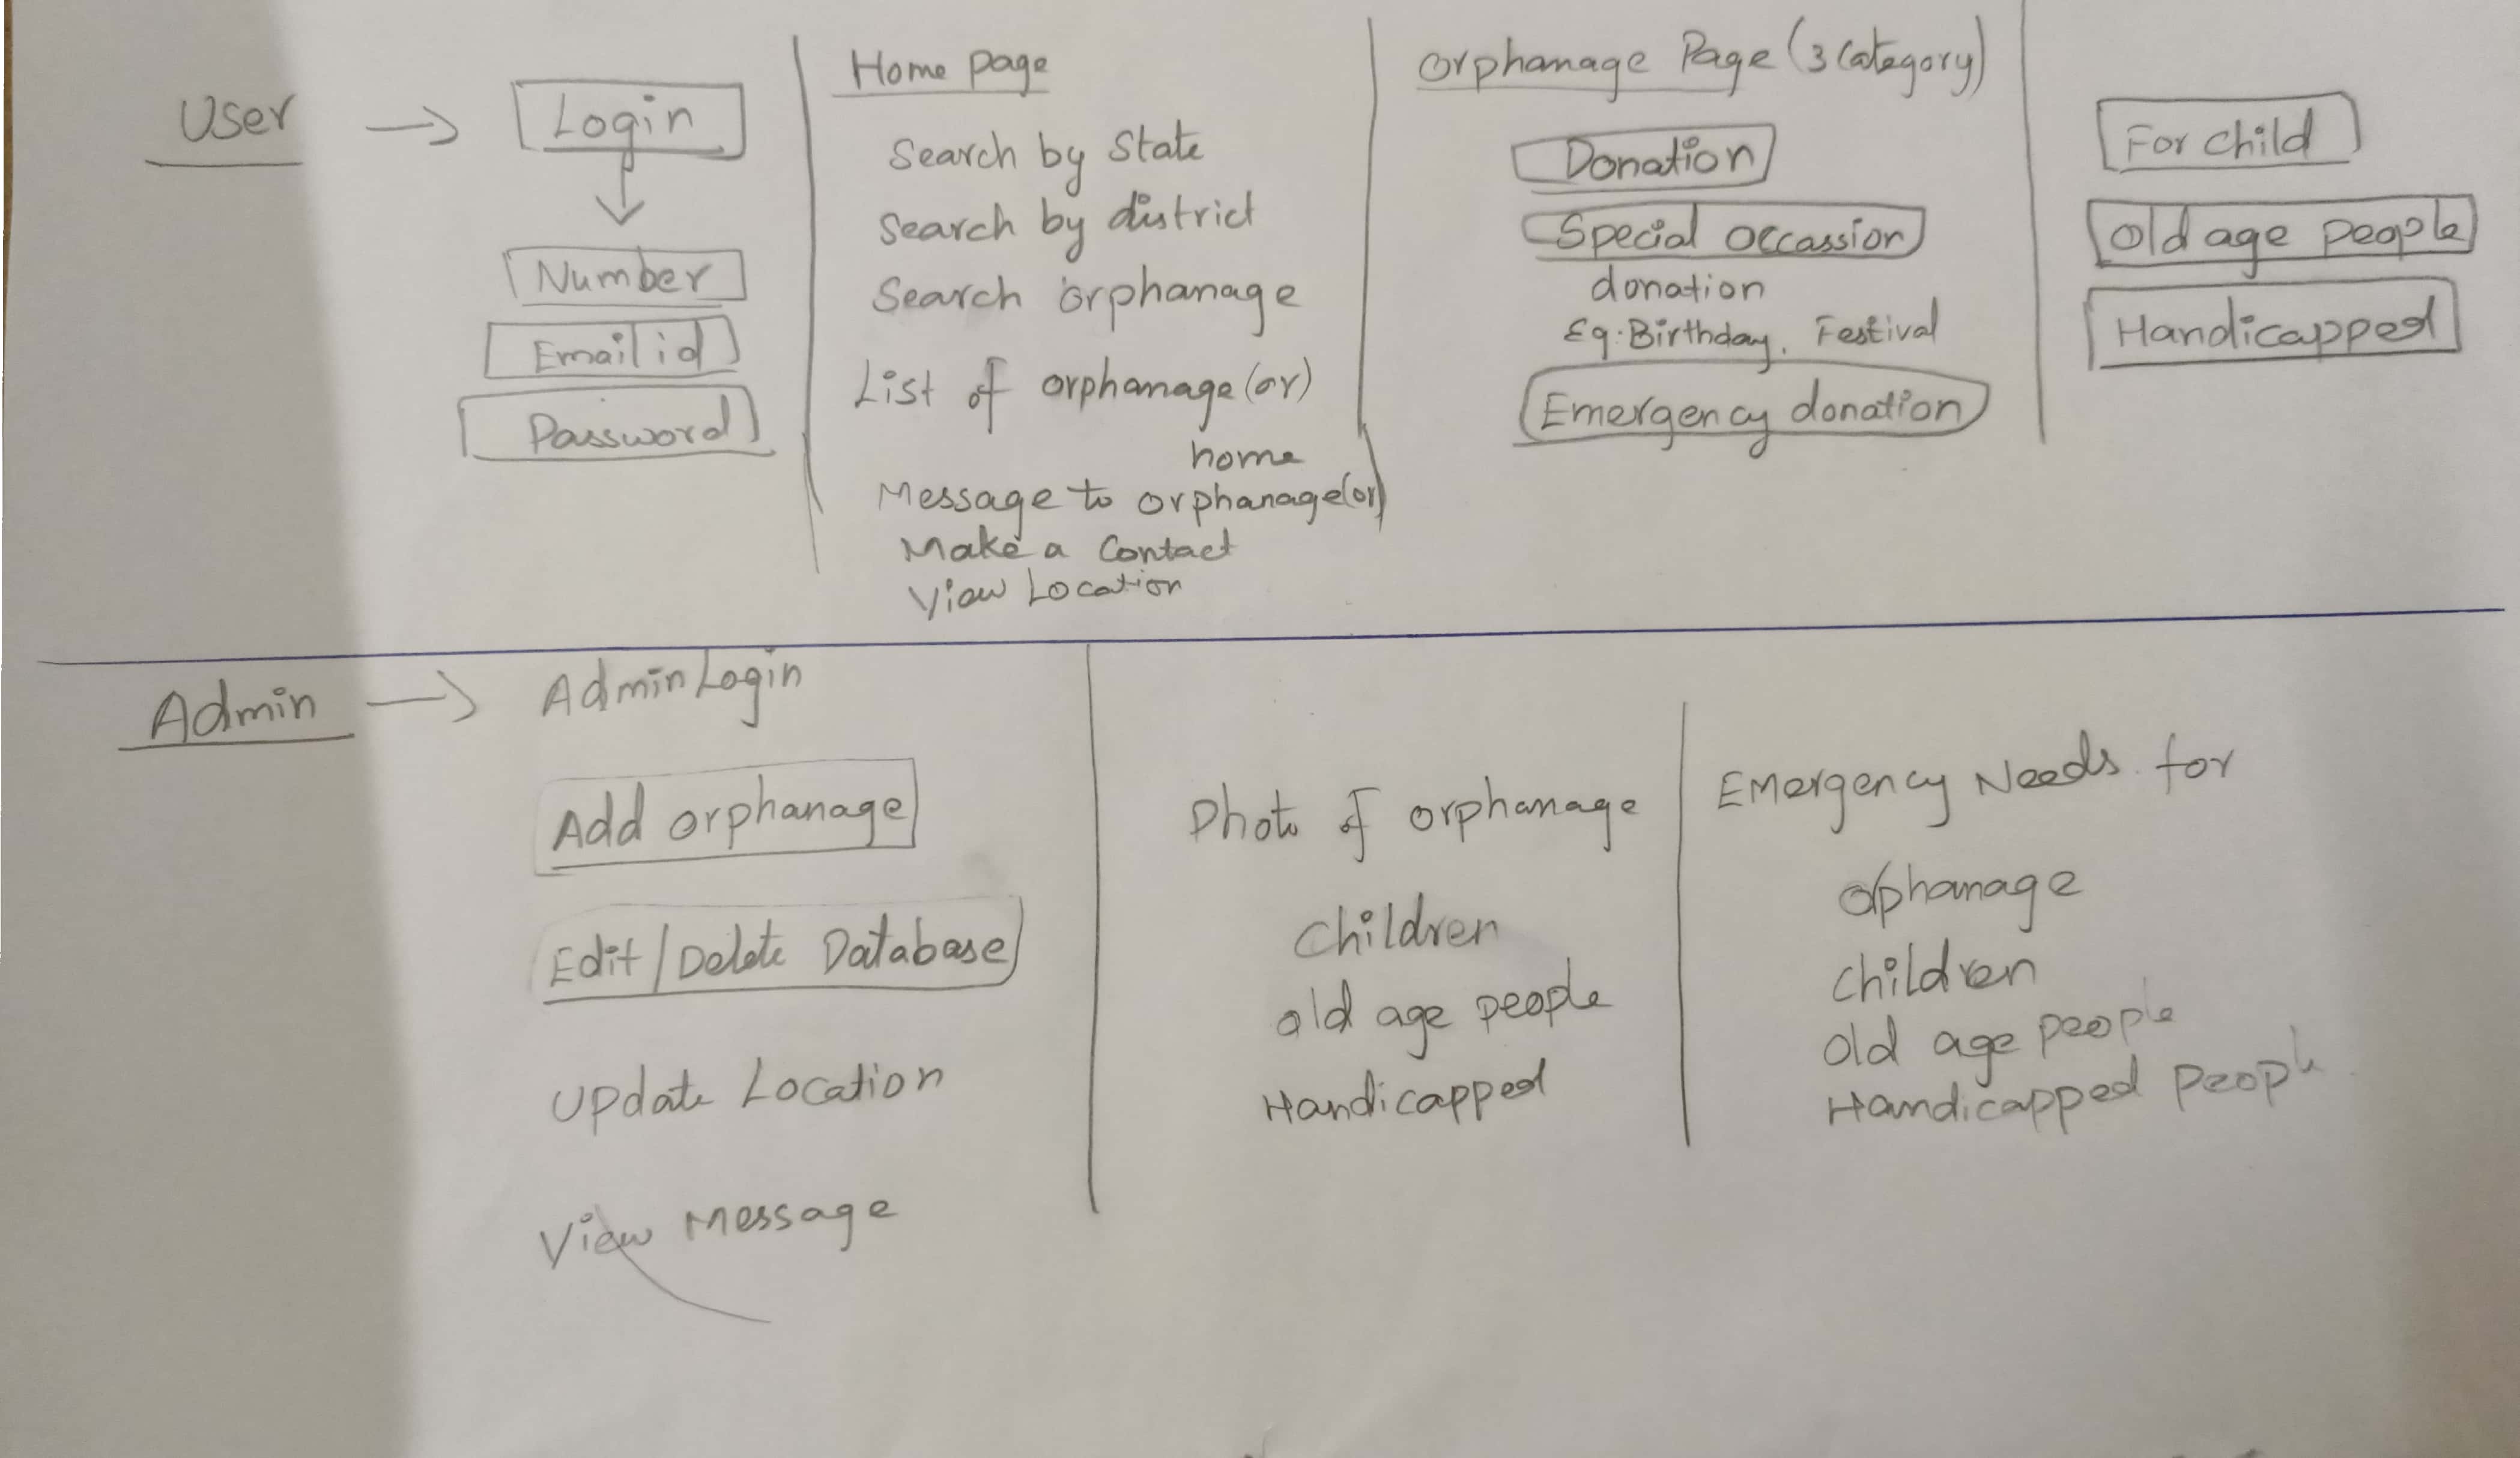 User
Login
Number
Email id
Password
Home page
Search by State
Search by district
Search orphanage
List of orphanage (or)
home
Message to orphanage (or)
Make a Contact
View Location
Orphanage Page (3 Category)
Donation
Special Occassion
donation
Eg. Birthday, Festival
Emergency donation
For child
Old age people
Handicapped
Admin
Admin Login
Add orphanage
Edit / Delete Database
Update Location
View Message
Photo of orphanage
Children
old age people
Handicapped
Emergency Needs for
orphanage
Children
Old age people
Handicapped people